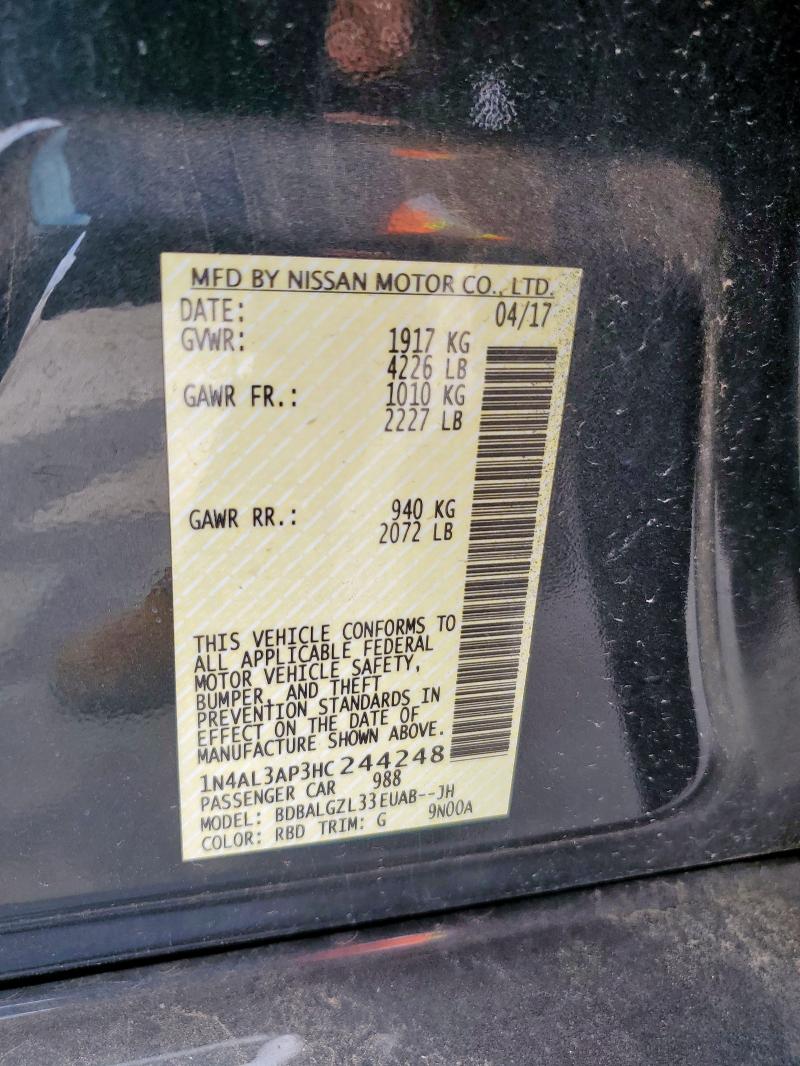 MFD BY NISSAN MOTOR CO., LTD.
DATE: 04/17
GVWR: 1917 KG
4226 LB
GAWR FR.: 1010 KG
2227 LB
GAWR RR.: 940 KG
2072 LB
THIS VEHICLE CONFORMS TO
ALL APPLICABLE FEDERAL
MOTOR VEHICLE SAFETY,
BUMPER, AND THEFT
PREVENTION STANDARDS IN
EFFECT ON THE DATE OF
MANUFACTURE SHOWN ABOVE.
1N4AL3AP3HC244248
PASSENGER CAR 988
MODEL: BDBALGZL33EUAB--JH
COLOR: RBD TRIM: G 9N00A